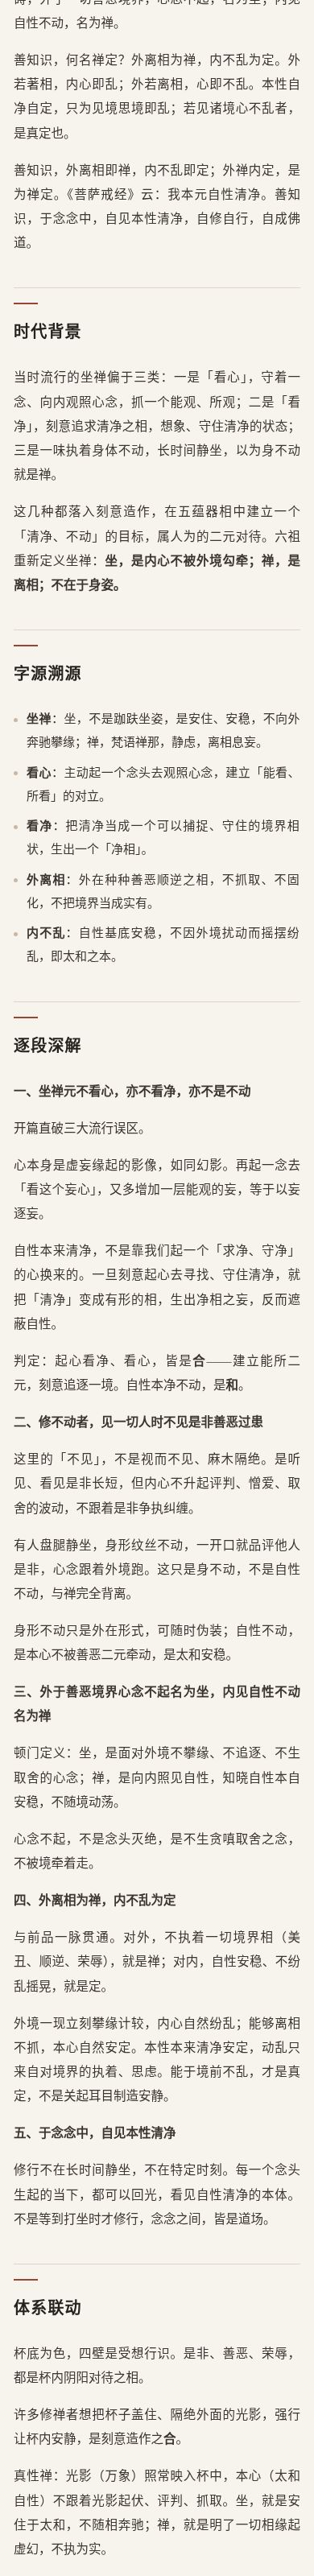 自性不动，名为禅。
善知识，何名禅定？外离相为禅，内不乱为定。外
若著相，内心即乱；外若离相，心即不乱。本性自
净自定，只为见境思境即乱；若见诸境心不乱者，
是真定也。
善知识，外离相即禅，内不乱即定；外禅内定，是
为禅定。《菩萨戒经》云：我本元自性清净。善知
识，于念念中，自见本性清净，自修自行，自成佛
道。
时代背景
当时流行的坐禅偏于三类：一是「看心」，守着一
念、向内观照心念，抓一个能观、所观；二是「看
净」，刻意追求清净之相，想象、守住清净的状态；
三是一味执着身体不动，长时间静坐，以为身不动
就是禅。
这几种都落入刻意造作，在五蕴器相中建立一个
「清净、不动」的目标，属人为的二元对待。六祖
重新定义坐禅：坐，是内心不被外境勾牵；禅，是
离相；不在于身姿。
字源溯源
坐禅：坐，不是跏趺坐姿，是安住、安稳，不向外
奔驰攀缘；禅，梵语禅那，静虑，离相息妄。
看心：主动起一个念头去观照心念，建立「能看、
所看」的对立。
看净：把清净当成一个可以捕捉、守住的境界相
状，生出一个「净相」。
外离相：外在种种善恶顺逆之相，不抓取、不固
化，不把境界当成实有。
内不乱：自性基底安稳，不因外境扰动而摇摆纷
乱，即太和之本。
逐段深解
一、坐禅元不看心，亦不看净，亦不是不动
开篇直破三大流行误区。
心本身是虚妄缘起的影像，如同幻影。再起一念去
「看这个妄心」，又多增加一层能观的妄，等于以妄
逐妄。
自性本来清净，不是靠我们起一个「求净、守净」
的心换来的。一旦刻意起心去寻找、守住清净，就
把「清净」变成有形的相，生出净相之妄，反而遮
蔽自性。
判定：起心看净、看心，皆是合——建立能所二
元，刻意追逐一境。自性本净不动，是和。
二、修不动者，见一切人时不见是非善恶过患
这里的「不见」，不是视而不见、麻木隔绝。是听
见、看见是非长短，但内心不升起评判、憎爱、取
舍的波动，不跟着是非争执纠缠。
有人盘腿静坐，身形纹丝不动，一开口就品评他人
是非，心念跟着外境跑。这只是身不动，不是自性
不动，与禅完全背离。
身形不动只是外在形式，可随时伪装；自性不动，
是本心不被善恶二元牵动，是太和安稳。
三、外于善恶境界心念不起名为坐，内见自性不动
名为禅
顿门定义：坐，是面对外境不攀缘、不追逐、不生
取舍的心念；禅，是向内照见自性，知晓自性本自
安稳，不随境动荡。
心念不起，不是念头灭绝，是不生贪嗔取舍之念，
不被境牵着走。
四、外离相为禅，内不乱为定
与前品一脉贯通。对外，不执着一切境界相（美
丑、顺逆、荣辱），就是禅；对内，自性安稳、不纷
乱摇晃，就是定。
外境一现立刻攀缘计较，内心自然纷乱；能够离相
不抓，本心自然安定。本性本来清净安定，动乱只
来自对境界的执着、思虑。能于境前不乱，才是真
定，不是关起耳目制造安静。
五、于念念中，自见本性清净
修行不在长时间静坐，不在特定时刻。每一个念头
生起的当下，都可以回光，看见自性清净的本体。
不是等到打坐时才修行，念念之间，皆是道场。
体系联动
杯底为色，四壁是受想行识。是非、善恶、荣辱，
都是杯内阴阳对待之相。
许多修禅者想把杯子盖住、隔绝外面的光影，强行
让杯内安静，是刻意造作之合。
真性禅：光影（万象）照常映入杯中，本心（太和
自性）不跟着光影起伏、评判、抓取。坐，就是安
住于太和，不随相奔驰；禅，就是明了一切相缘起
虚幻，不执为实。